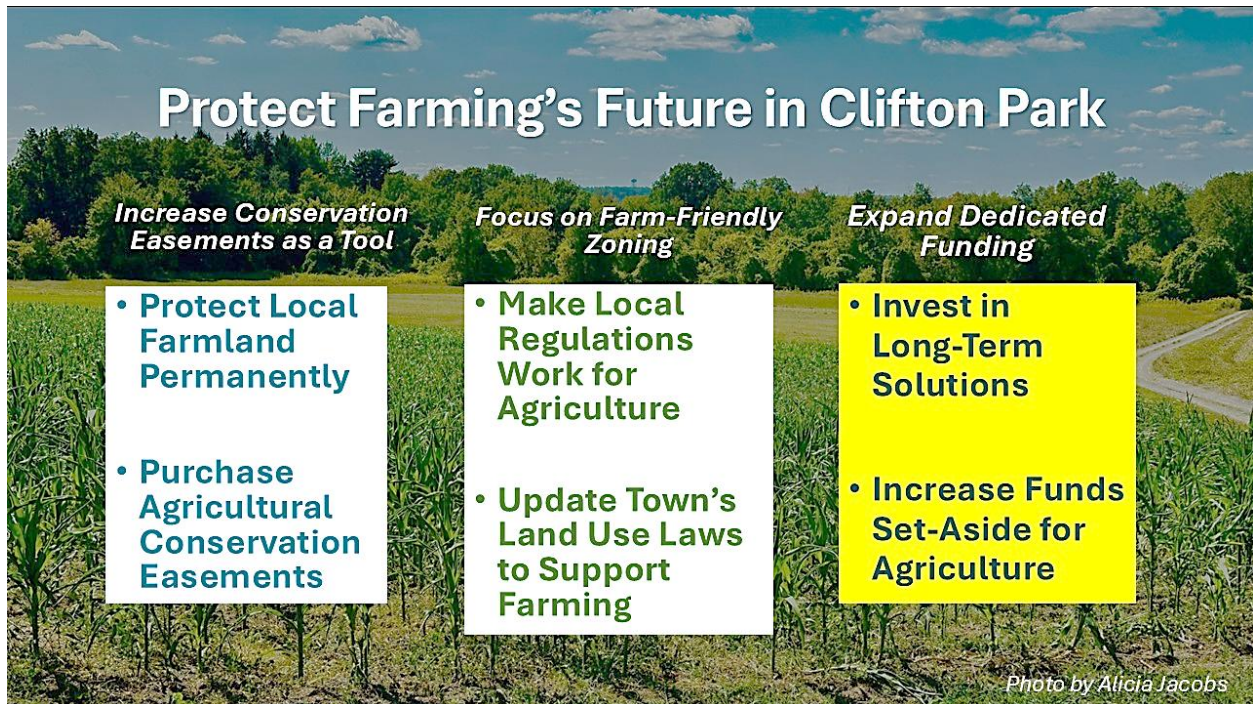 Protect Farming's Future in Clifton Park
Increase Conservation
Easements as a Tool
• Protect Local
Farmland
Permanently
• Purchase
Agricultural
Conservation
Easements
Focus on Farm-Friendly
Zoning
• Make Local
Regulations
Work for
Agriculture
• Update Town's
Land Use Laws
to Support
Farming
Expand Dedicated
Funding
• Invest in
Long-Term
Solutions
• Increase Funds
Set-Aside for
Agriculture
Photo by Alicia Jacobs